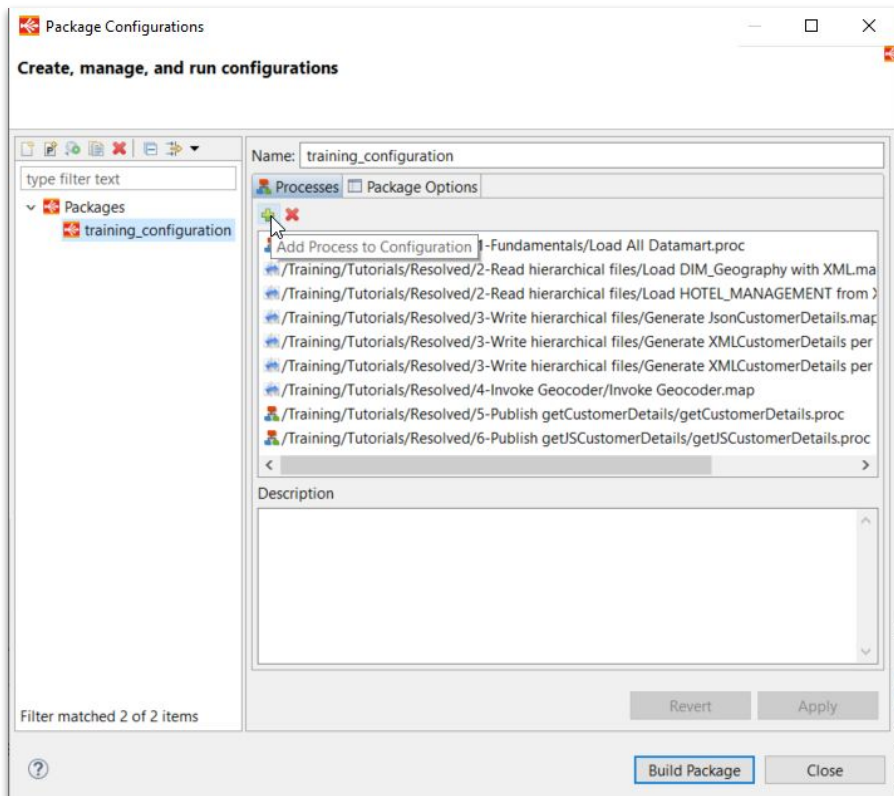 Package Configurations
Create, manage, and run configurations
Name: training_configuration
type filter text
Processes Package Options
Packages
training_configuration
Add Process to Configuration
1-Fundamentals/Load All Datamart.proc
/Training/Tutorials/Resolved/2-Read hierarchical files/Load DIM_Geography with XML.ma
/Training/Tutorials/Resolved/2-Read hierarchical files/Load HOTEL_MANAGEMENT from X
/Training/Tutorials/Resolved/3-Write hierarchical files/Generate JsonCustomerDetails.map
/Training/Tutorials/Resolved/3-Write hierarchical files/Generate XMLCustomerDetails per
/Training/Tutorials/Resolved/3-Write hierarchical files/Generate XMLCustomerDetails per
/Training/Tutorials/Resolved/4-Invoke Geocoder/Invoke Geocoder.map
/Training/Tutorials/Resolved/5-Publish getCustomerDetails/getCustomerDetails.proc
/Training/Tutorials/Resolved/6-Publish getJSCustomerDetails/getJSCustomerDetails.proc
Description
Filter matched 2 of 2 items
Revert Apply
Build Package Close